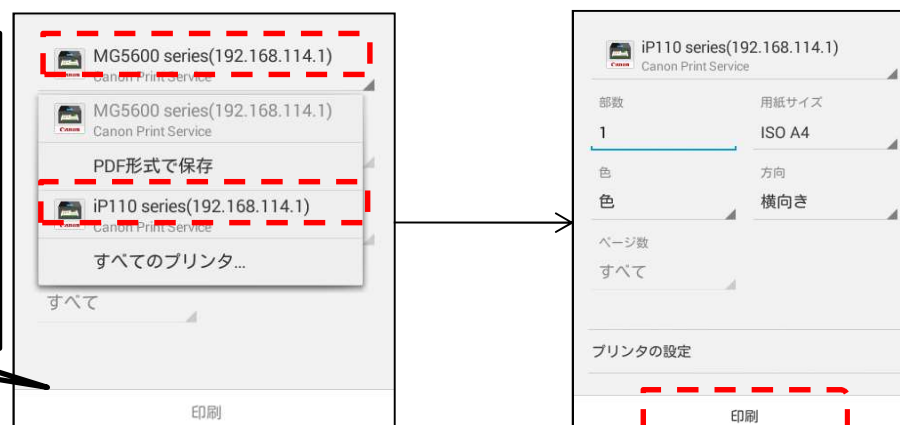 MG5600 series(192.168.114.1)
Canon Print Service
MG5600 series(192.168.114.1)
Canon Print Service
PDF形式で保存
iP110 series(192.168.114.1)
Canon Print Service
すべてのプリンタ...
すべて
印刷
iP110 series(192.168.114.1)
Canon Print Service
部数
用紙サイズ
1
ISO A4
色
方向
色
横向き
ページ数
すべて
プリンタの設定
印刷